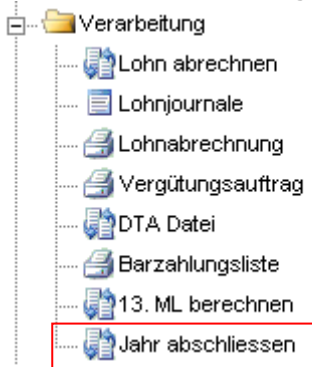 Verarbeitung
Lohn abrechnen
Lohnjournale
Lohnabrechnung
Vergütungsauftrag
DTA Datei
Barzahlungsliste
13. ML berechnen
Jahr abschliessen